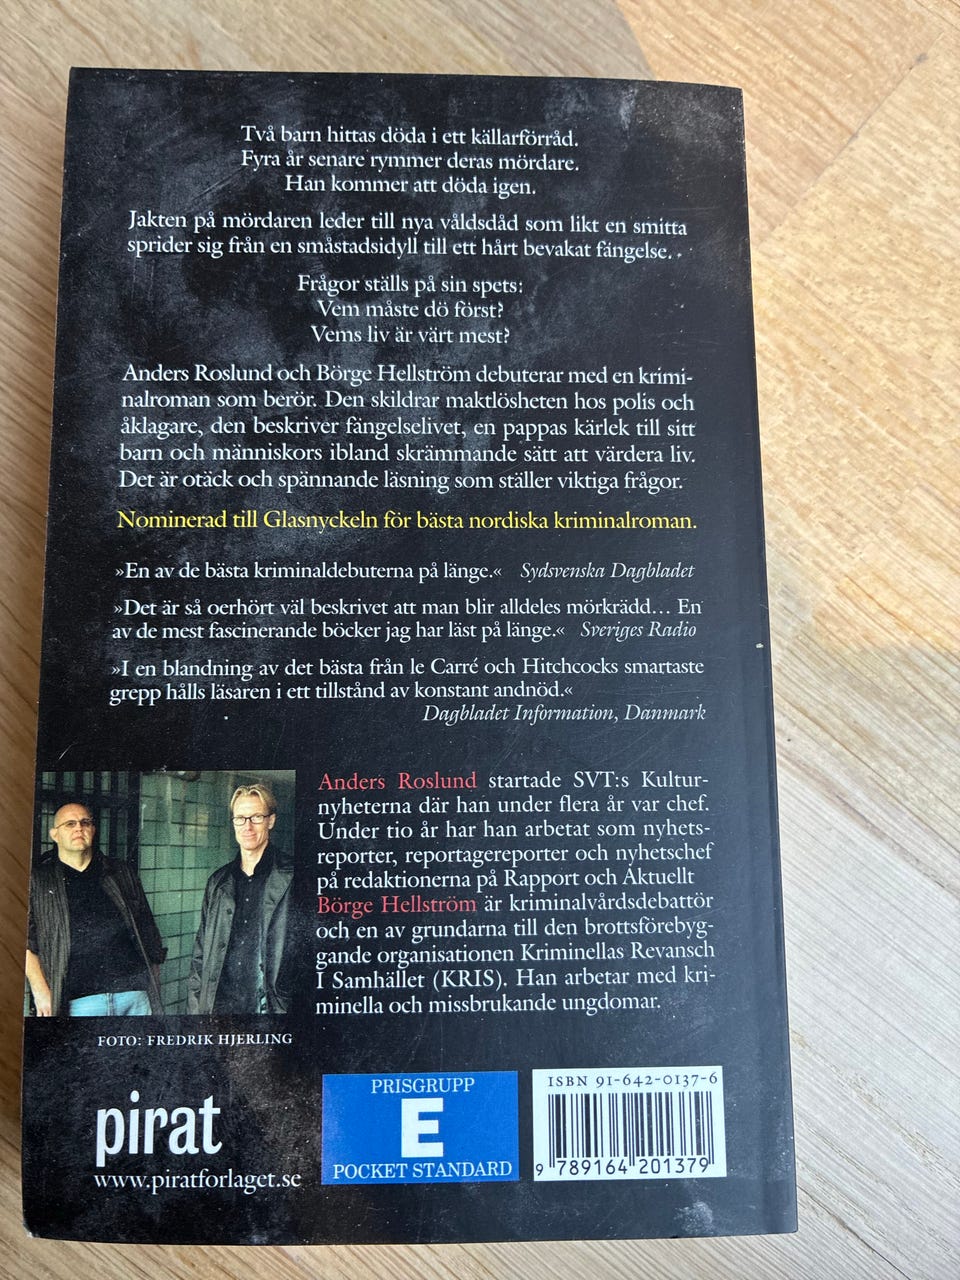 Två barn hittas döda i ett källarförråd.
Fyra år senare rymmer deras mördare.
Han kommer att döda igen.
Jakten på mördaren leder till nya våldsdåd som likt en smitta
sprider sig från en småstadsidyll till ett hårt bevakat fängelse. .
Frågor ställs på sin spets:
Vem måste dö först?
Vems liv är värt mest?
Anders Roslund och Börge Hellström debuterar med en krimi-
nalroman som berör. Den skildrar maktlösheten hos polis och
åklagare, den beskriver fängelselivet, en pappas kärlek till sitt
barn och människors ibland skrämmande sätt att värdera liv.
Det är otäck och spännande läsning som ställer viktiga frågor.
Nominerad till Glasnyckeln för bästa nordiska kriminalroman.
»En av de bästa kriminaldebuterna på länge.« Sydsvenska Dagbladet
»Det är så oerhört väl beskrivet att man blir alldeles mörkrädd... En
av de mest fascinerande böcker jag har läst på länge.« Sveriges Radio
»I en blandning av det bästa från le Carré och Hitchcocks smartaste
grepp hålls läsaren i ett tillstånd av konstant andnöd.«
Dagbladet Information, Danmark
Anders Roslund startade SVT:s Kultur-
nyheterna där han under flera år var chef.
Under tio år har han arbetat som nyhets-
reporter, reportagereporter och nyhetschef
på redaktionerna på Rapport och Aktuellt
Börge Hellström är kriminalvårdsdebattör
och en av grundarna till den brottsförebyg-
gande organisationen Kriminellas Revansch
I Samhället (KRIS). Han arbetar med kri-
minella och missbrukande ungdomar.
FOTO: FREDRIK HJERLING
pirat
www.piratforlaget.se
PRISGRUPP
E
POCKET STANDARD
ISBN 91-642-0137-6
9 789164 201379